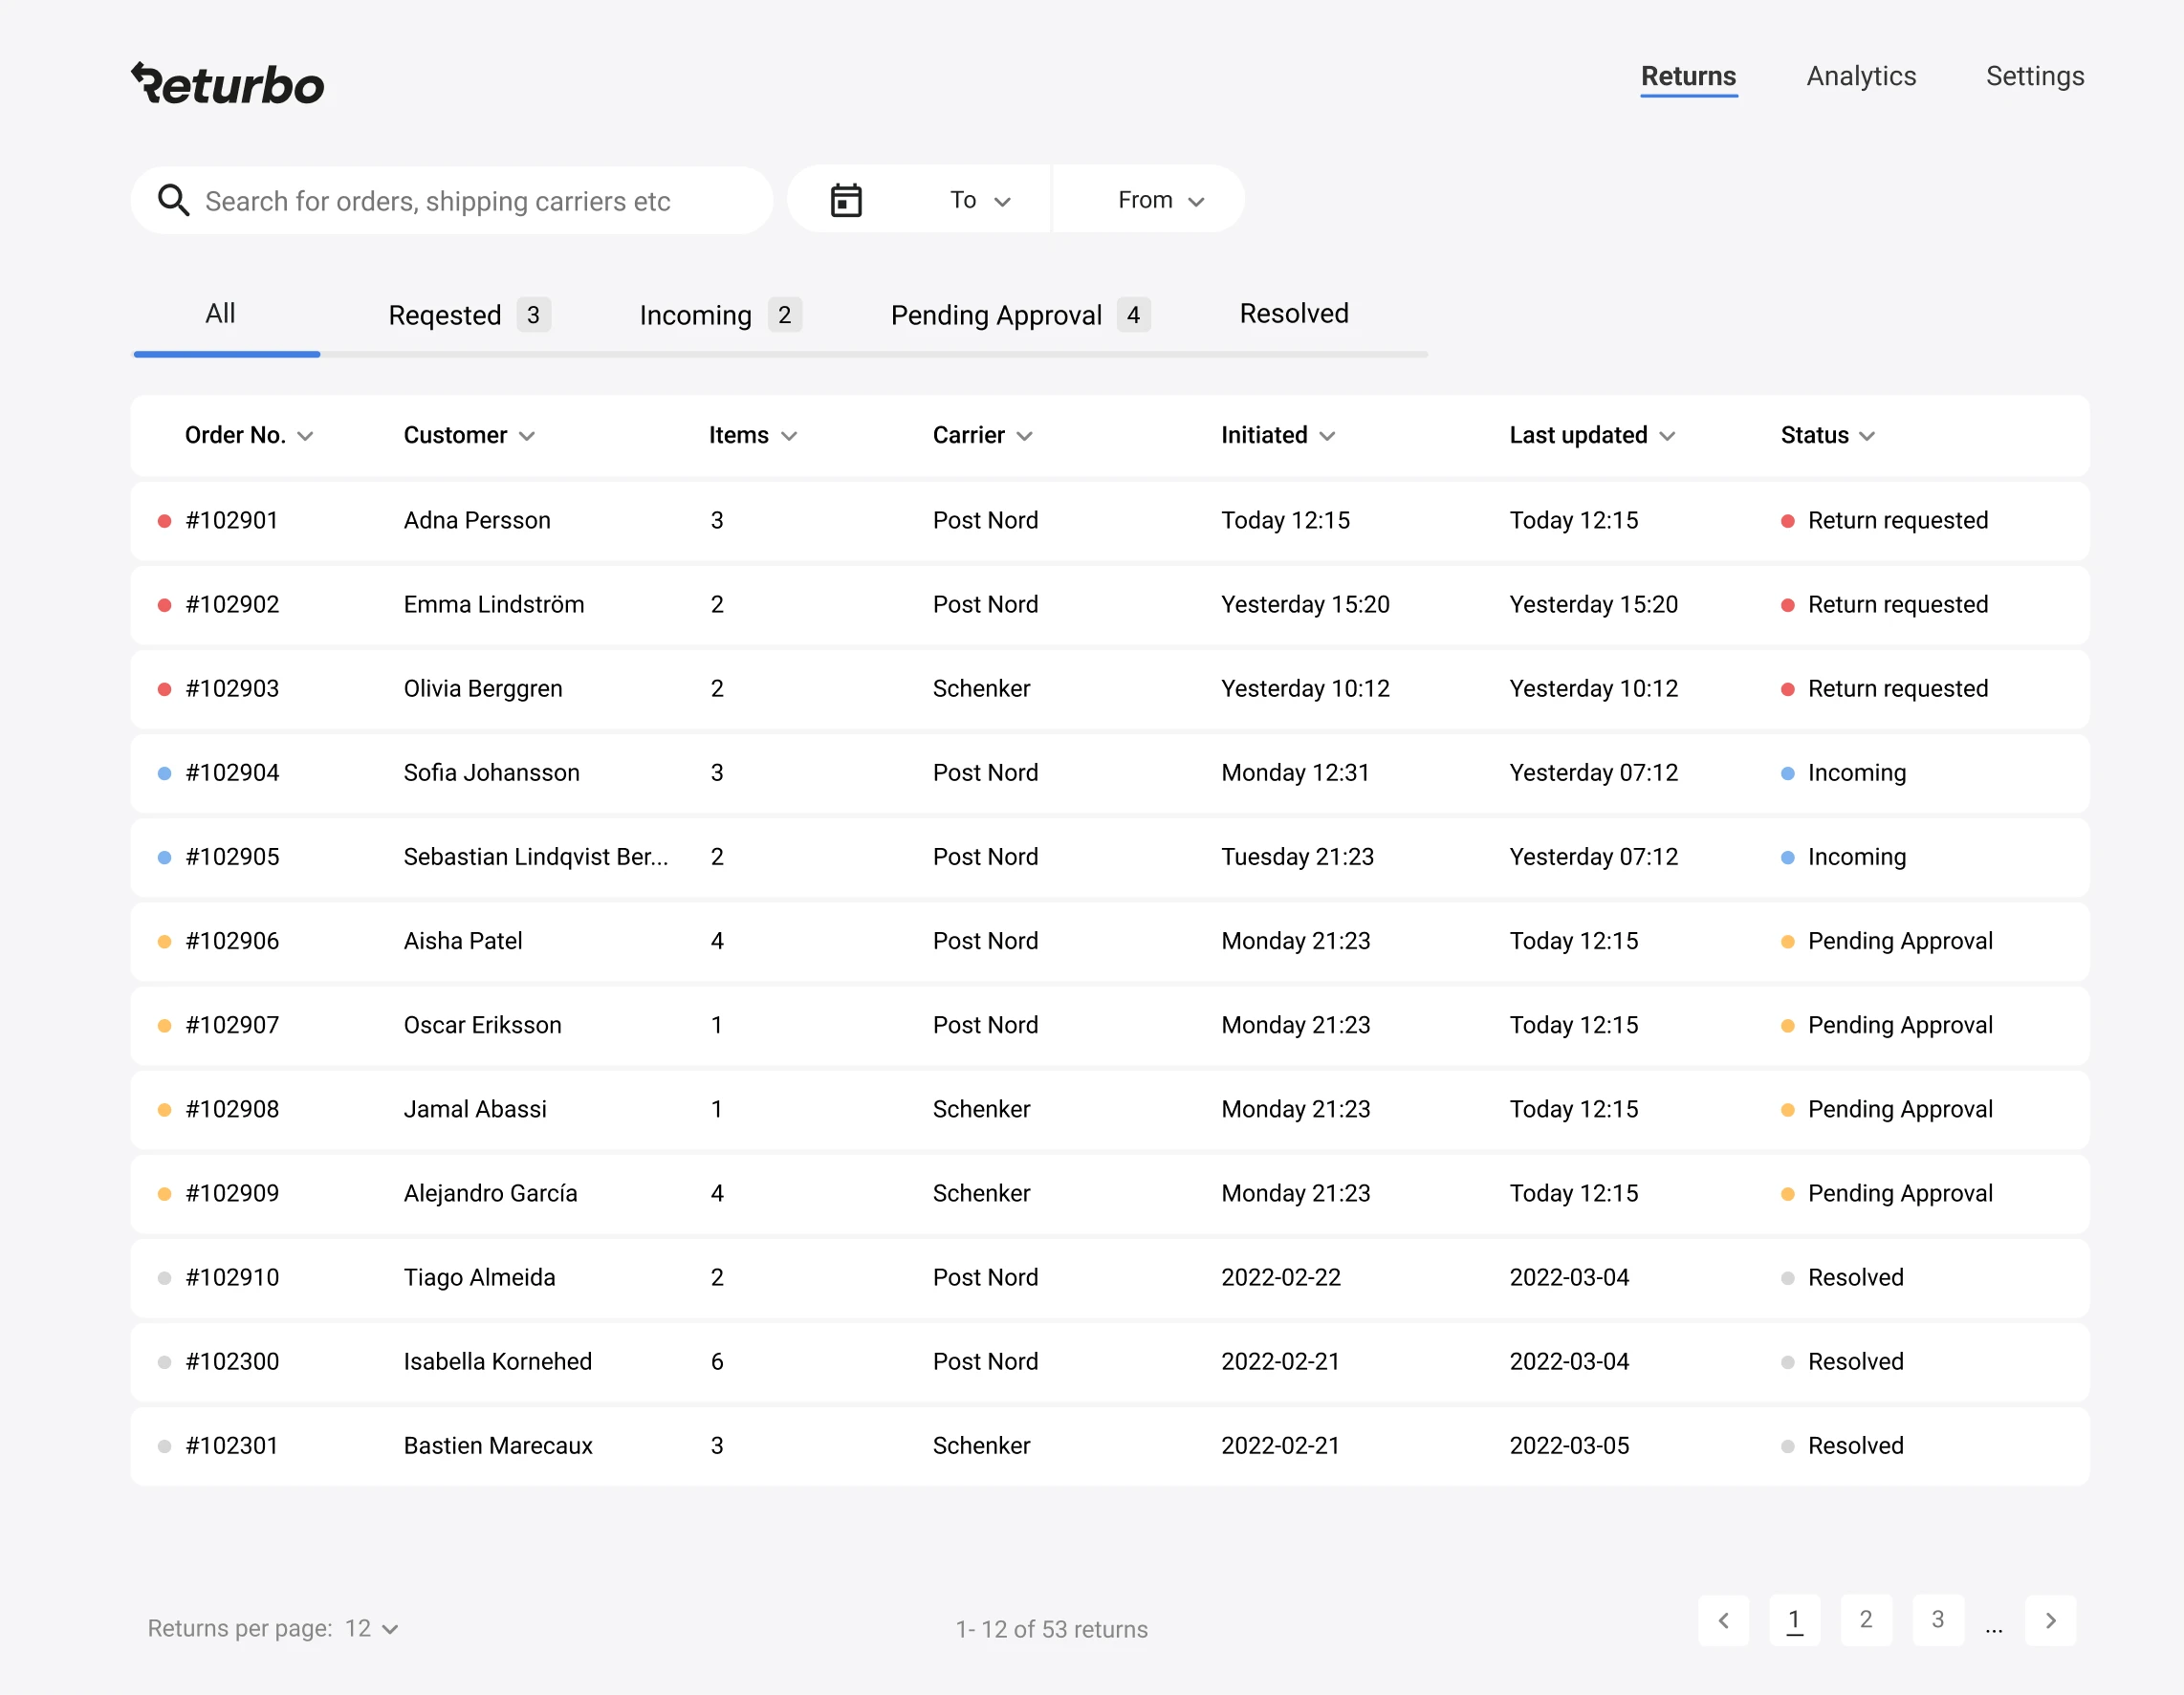 Returbo
Returns Analytics Settings
Search for orders, shipping carriers etc To From
All Reqested 3 Incoming 2 Pending Approval 4 Resolved
Order No. Customer Items Carrier Initiated Last updated Status
#102901 Adna Persson 3 Post Nord Today 12:15 Today 12:15 Return requested
#102902 Emma Lindström 2 Post Nord Yesterday 15:20 Yesterday 15:20 Return requested
#102903 Olivia Berggren 2 Schenker Yesterday 10:12 Yesterday 10:12 Return requested
#102904 Sofia Johansson 3 Post Nord Monday 12:31 Yesterday 07:12 Incoming
#102905 Sebastian Lindqvist Ber... 2 Post Nord Tuesday 21:23 Yesterday 07:12 Incoming
#102906 Aisha Patel 4 Post Nord Monday 21:23 Today 12:15 Pending Approval
#102907 Oscar Eriksson 1 Post Nord Monday 21:23 Today 12:15 Pending Approval
#102908 Jamal Abassi 1 Schenker Monday 21:23 Today 12:15 Pending Approval
#102909 Alejandro García 4 Schenker Monday 21:23 Today 12:15 Pending Approval
#102910 Tiago Almeida 2 Post Nord 2022-02-22 2022-03-04 Resolved
#102300 Isabella Kornehed 6 Post Nord 2022-02-21 2022-03-04 Resolved
#102301 Bastien Marecaux 3 Schenker 2022-02-21 2022-03-05 Resolved
Returns per page: 12 1- 12 of 53 returns 1 2 3 ...